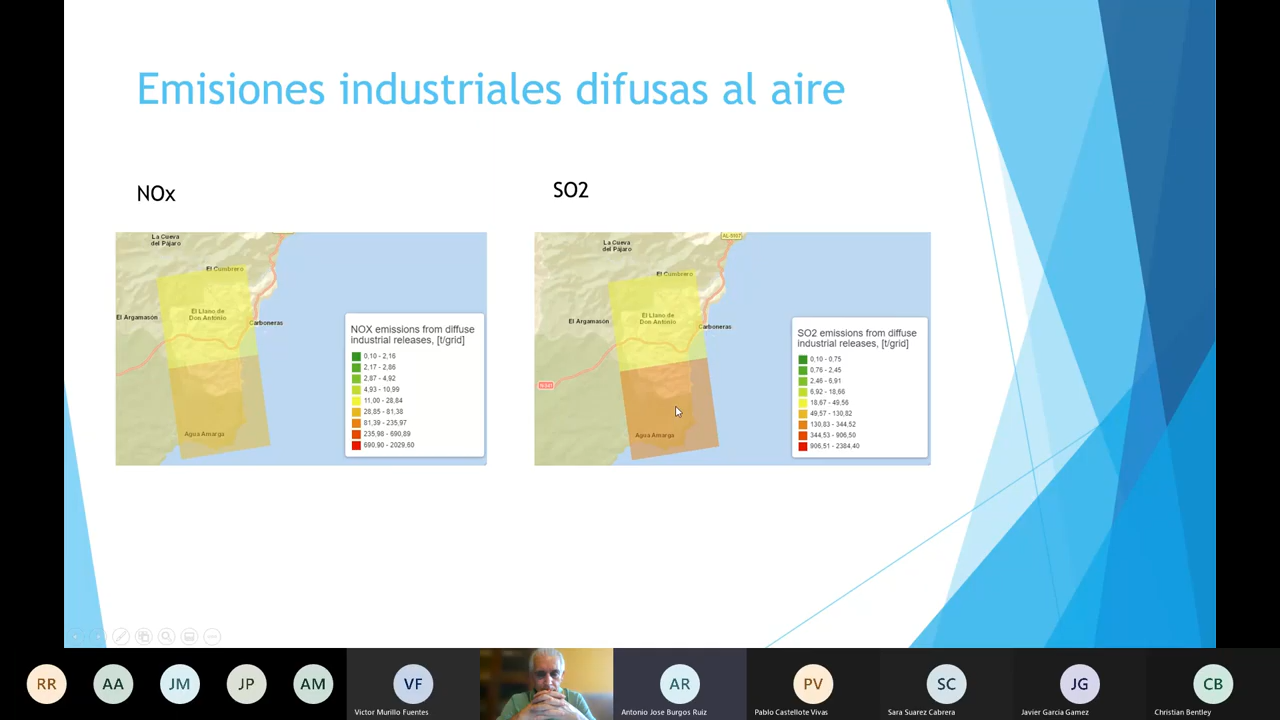 Emisiones industriales difusas al aire
NOx
SO2
La Cueva
del Pájaro
El Cumbrero
El Llano de
Don Antonio
El Argamasón
Carboneras
Agua Amarga
NOX emissions from diffuse
industrial releases, [t/grid]
0,10 - 2,16
2,17 - 2,86
2,87 - 4,92
4,93 - 10,99
11,00 - 28,84
28,85 - 81,38
81,39 - 235,97
235,98 - 690,89
690,90 - 2029,60
AL-5107
La Cueva
del Pájaro
El Cumbrero
El Llano de
Don Antonio
El Argamasón
Carboneras
N-341
Agua Amarga
SO2 emissions from diffuse
industrial releases, [t/grid]
0,10 - 0,75
0,76 - 2,45
2,46 - 6,91
6,92 - 18,66
18,67 - 49,56
49,57 - 130,82
130,83 - 344,52
344,53 - 906,50
906,51 - 2384,40
RR
AA
JM
JP
AM
VF
Victor Murillo Fuentes
AR
Antonio Jose Burgos Ruiz
PV
Pablo Castellote Vivas
SC
Sara Suarez Cabrera
JG
Javier Garcia Gamez
CB
Christian Bentley